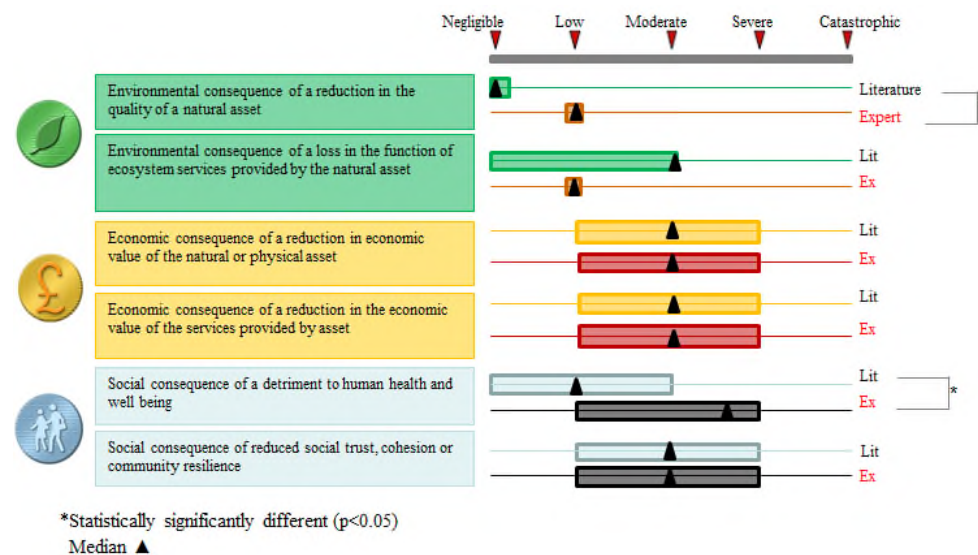 Negligible Low Moderate Severe Catastrophic
Environmental consequence of a reduction in the
quality of a natural asset
Literature
Expert
Environmental consequence of a loss in the function of
ecosystem services provided by the natural asset
Lit
Ex
Economic consequence of a reduction in economic
value of the natural or physical asset
Lit
Ex
Economic consequence of a reduction in the economic
value of the services provided by asset
Lit
Ex
Social consequence of a detriment to human health and
well being
Lit
Ex
*
Social consequence of reduced social trust, cohesion or
community resilience
Lit
Ex
£
*Statistically significantly different (p<0.05)
Median ▲